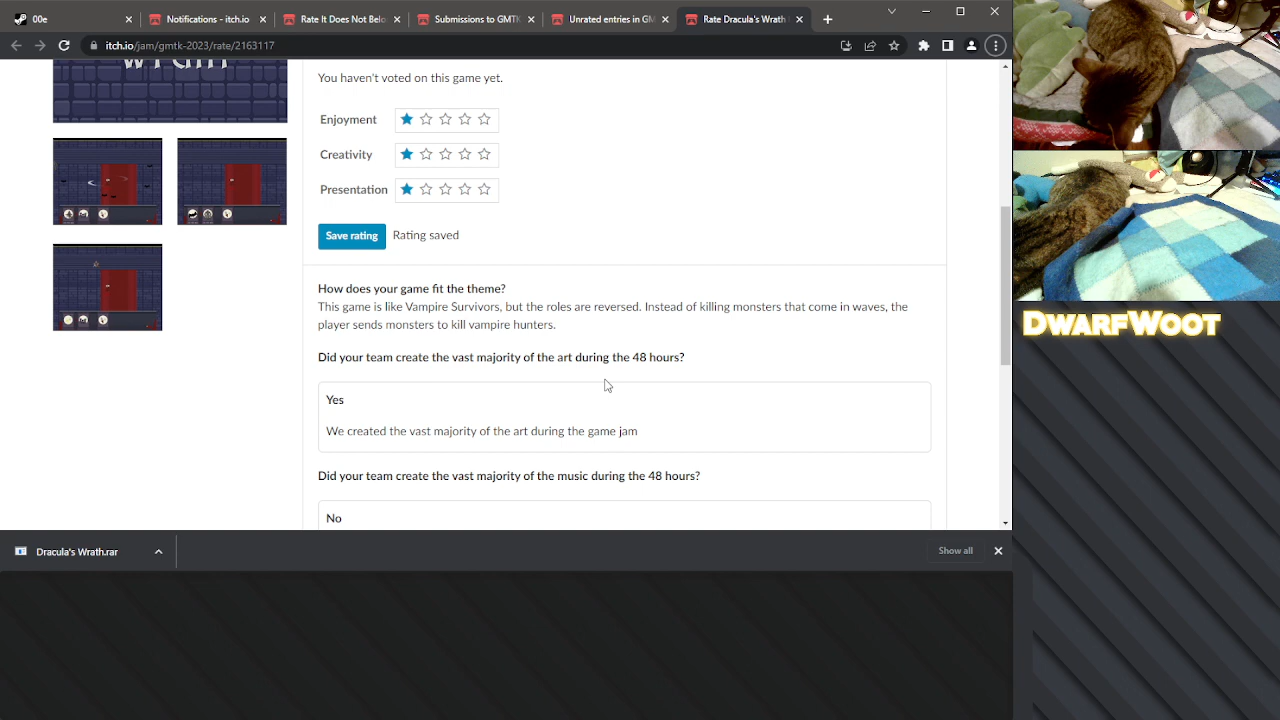 00e
Notifications - itch.io
Rate It Does Not Belo
Submissions to GMTK
Unrated entries in GM
Rate Dracula's Wrath
itch.io/jam/gmtk-2023/rate/2163117
You haven't voted on this game yet.
Enjoyment
Creativity
Presentation
Save rating
Rating saved
How does your game fit the theme?
This game is like Vampire Survivors, but the roles are reversed. Instead of killing monsters that come in waves, the
player sends monsters to kill vampire hunters.
Did your team create the vast majority of the art during the 48 hours?
Yes
We created the vast majority of the art during the game jam
Did your team create the vast majority of the music during the 48 hours?
No
Dracula's Wrath.rar
Show all
DwarfWoot